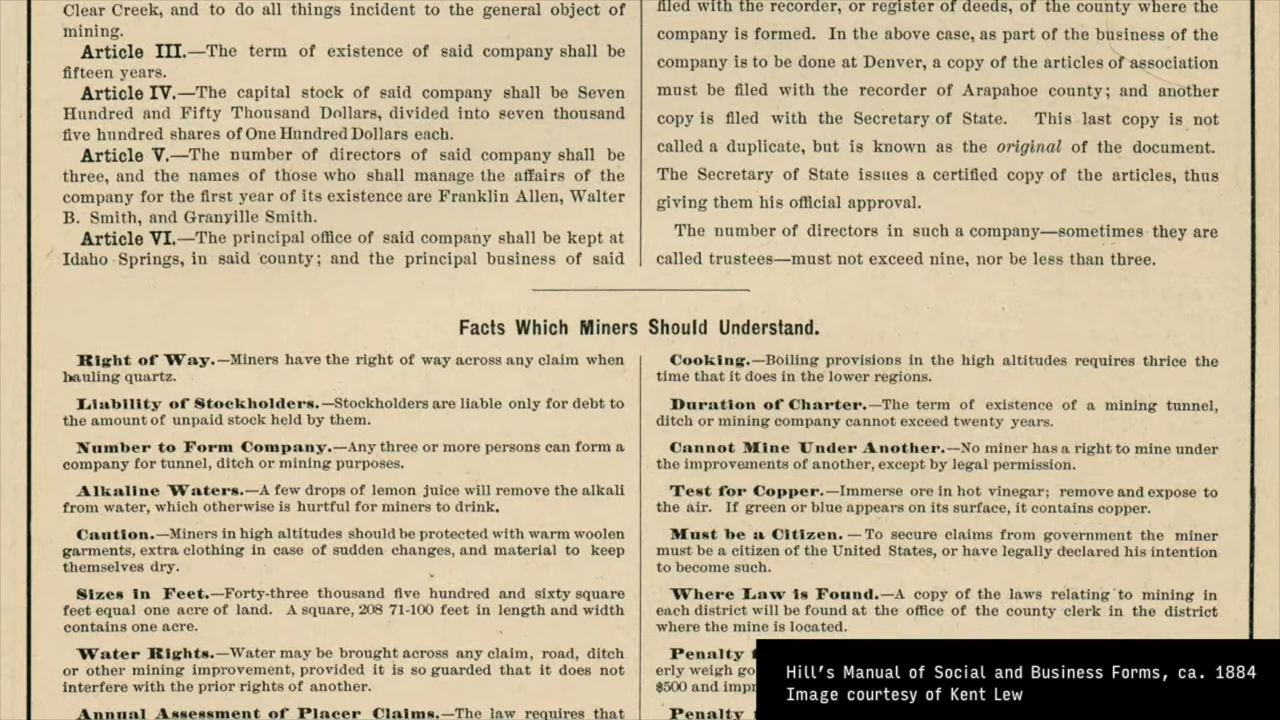 Clear Creek, and to do all things incident to the general object of
mining.
Article III.—The term of existence of said company shall be
fifteen years.
Article IV.—The capital stock of said company shall be Seven
Hundred and Fifty Thousand Dollars, divided into seven thousand
five hundred shares of One Hundred Dollars each.
Article V.—The number of directors of said company shall be
three, and the names of those who shall manage the affairs of the
company for the first year of its existence are Franklin Allen, Walter
B. Smith, and Granville Smith.
Article VI.—The principal office of said company shall be kept at
Idaho Springs, in said county; and the principal business of said
filed with the recorder, or register of deeds, of the county where the
company is formed. In the above case, as part of the business of the
company is to be done at Denver, a copy of the articles of association
must be filed with the recorder of Arapahoe county; and another
copy is filed with the Secretary of State. This last copy is not
called a duplicate, but is known as the original of the document.
The Secretary of State issues a certified copy of the articles, thus
giving them his official approval.
The number of directors in such a company—sometimes they are
called trustees—must not exceed nine, nor be less than three.
Facts Which Miners Should Understand.
Right of Way.—Miners have the right of way across any claim when
hauling quartz.
Liability of Stockholders.—Stockholders are liable only for debt to
the amount of unpaid stock held by them.
Number to Form Company.—Any three or more persons can form a
company for tunnel, ditch or mining purposes.
Alkaline Waters.—A few drops of lemon juice will remove the alkali
from water, which otherwise is hurtful for miners to drink.
Caution.—Miners in high altitudes should be protected with warm woolen
garments, extra clothing in case of sudden changes, and material to keep
themselves dry.
Sizes in Feet.—Forty-three thousand five hundred and sixty square
feet equal one acre of land. A square, 208 71-100 feet in length and width
contains one acre.
Water Rights.—Water may be brought across any claim, road, ditch
or other mining improvement, provided it is so guarded that it does not
interfere with the prior rights of another.
Annual Assessment of Placer Claims.—The law requires that
Cooking.—Boiling provisions in the high altitudes requires thrice the
time that it does in the lower regions.
Duration of Charter.—The term of existence of a mining tunnel,
ditch or mining company cannot exceed twenty years.
Cannot Mine Under Another.—No miner has a right to mine under
the improvements of another, except by legal permission.
Test for Copper.—Immerse ore in hot vinegar; remove and expose to
the air. If green or blue appears on its surface, it contains copper.
Must be a Citizen.—To secure claims from government the miner
must be a citizen of the United States, or have legally declared his intention
to become such.
Where Law is Found.—A copy of the laws relating to mining in
each district will be found at the office of the county clerk in the district
where the mine is located.
Penalty
erly weigh
$500 and
Penalty
Hill's Manual of Social and Business Forms, ca. 1884
Image courtesy of Kent Lew